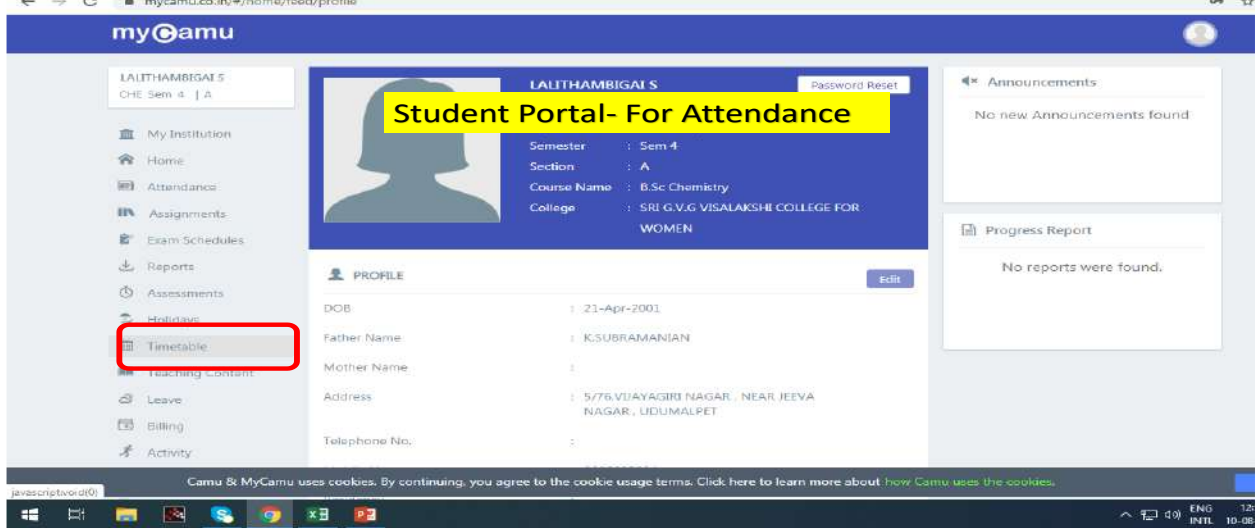 mycamu.co.in/#/home/feed/profile
myCamu
LALITHAMBIGAI S
CHE Sem 4 | A
My Institution
Home
Attendance
Assignments
Exam Schedules
Reports
Assessments
Holidays
Timetable
Teaching Content
Leave
Billing
Activity
LALITHAMBIGAI S
Password Reset
Student Portal- For Attendance
Semester : Sem 4
Section : A
Course Name : B.Sc Chemistry
College : SRI G.V.G VISALAKSHI COLLEGE FOR
WOMEN
PROFILE
Edit
DOB : 21-Apr-2001
Father Name : K.SUBRAMANIAN
Mother Name :
Address : 5/76.VIJAYAGIRI NAGAR , NEAR JEEVA
NAGAR , UDUMALPET
Telephone No. :
Announcements
No new Announcements found
Progress Report
No reports were found.
Camu & MyCamu uses cookies. By continuing, you agree to the cookie usage terms. Click here to learn more about how Camu uses the cookies.
javascript:void(0)
ENG
INTL